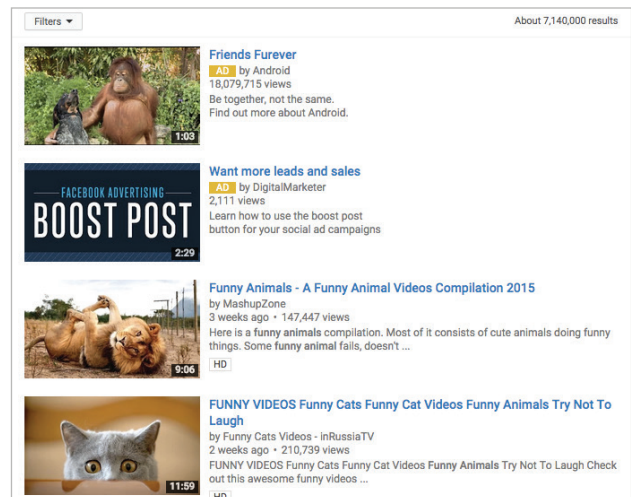 Filters
About 7,140,000 results
Friends Furever
AD by Android
18,079,715 views
Be together, not the same.
Find out more about Android.
1:03
Want more leads and sales
AD by DigitalMarketer
2,111 views
Learn how to use the boost post
button for your social ad campaigns
FACEBOOK ADVERTISING
BOOST POST
2:29
Funny Animals - A Funny Animal Videos Compilation 2015
by MashupZone
3 weeks ago • 147,447 views
Here is a funny animals compilation. Most of it consists of cute animals doing funny
things. Some funny animal fails, doesn't ...
HD
9:06
FUNNY VIDEOS Funny Cats Funny Cat Videos Funny Animals Try Not To
Laugh
by Funny Cats Videos - inRussiaTV
2 weeks ago • 210,739 views
FUNNY VIDEOS Funny Cats Funny Cat Videos Funny Animals Try Not To Laugh Check
out this awesome funny videos ...
HD
11:59